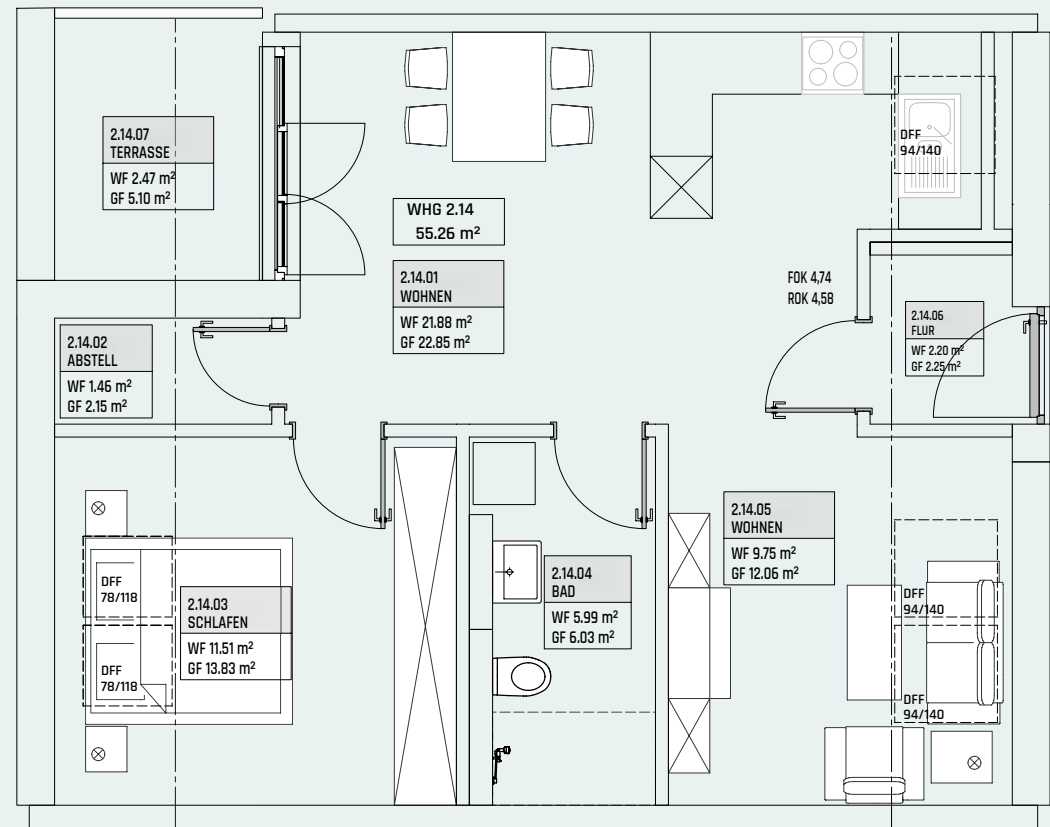 2.14.07
TERRASSE
WF 2.47 m²
GF 5.10 m²
DFF
94/140
WHG 2.14
55.26 m²
2.14.01
WOHNEN
WF 21.88 m²
GF 22.85 m²
FOK 4,74
ROK 4,58
2.14.06
FLUR
WF 2.20 m²
GF 2.25 m²
2.14.02
ABSTELL
WF 1.46 m²
GF 2.15 m²
2.14.05
WOHNEN
WF 9.75 m²
GF 12.06 m²
2.14.04
BAD
WF 5.99 m²
GF 6.03 m²
DFF
78/118
2.14.03
SCHLAFEN
WF 11.51 m²
GF 13.83 m²
DFF
78/118
DFF
94/140
DFF
94/140